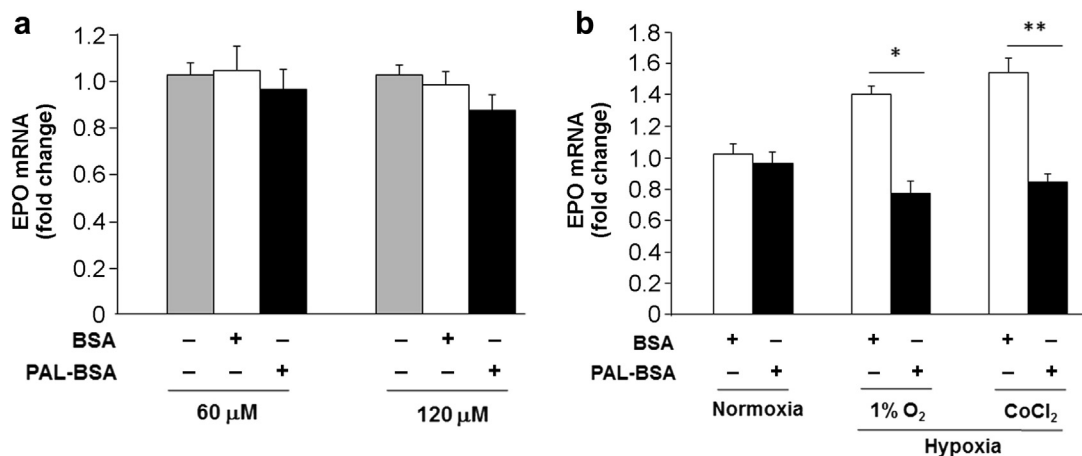 a
EPO mRNA
(fold change)
1.2
1.0
0.8
0.6
0.4
0.2
0
BSA – + – – + –
PAL-BSA – – + – – +
60 µM 120 µM
b
EPO mRNA
(fold change)
1.8
1.6
1.4
1.2
1.0
0.8
0.6
0.4
0.2
0
* **
BSA + – + – + –
PAL-BSA – + – + – +
Normoxia 1% O₂ CoCl₂
Hypoxia